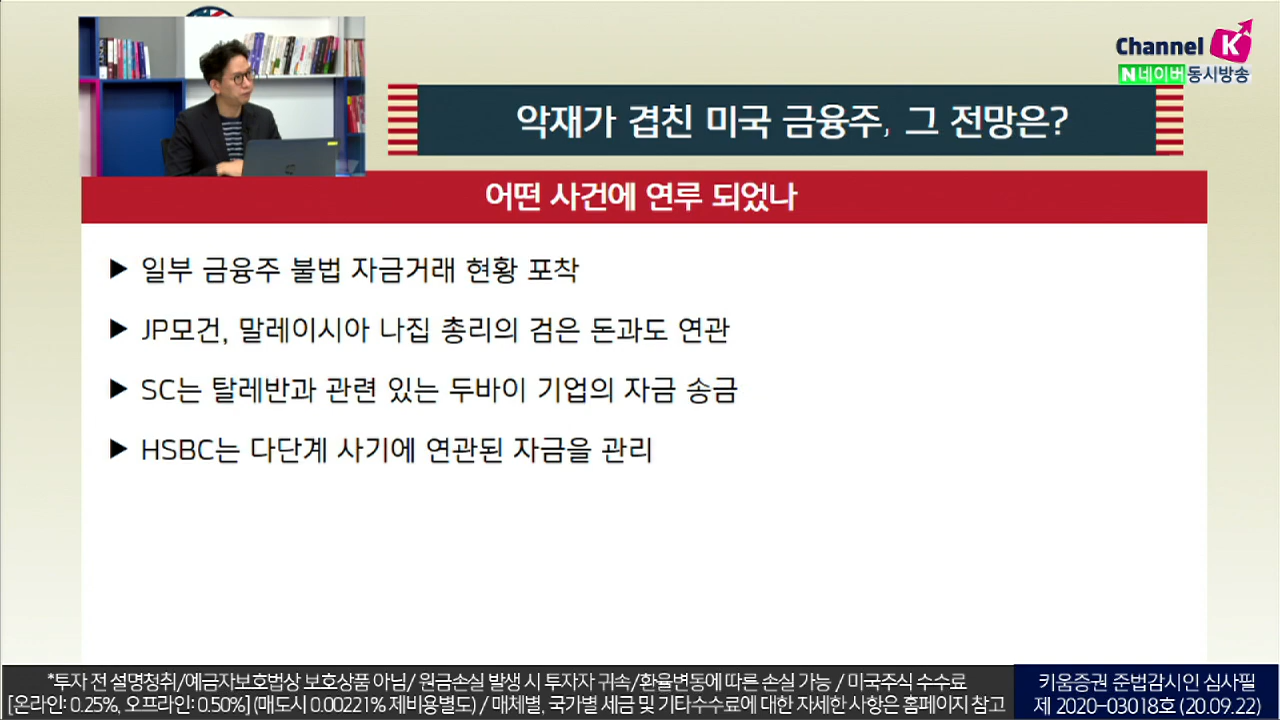 Channel K
N 네이버 동시방송
악재가 겹친 미국 금융주, 그 전망은?
어떤 사건에 연루 되었나
▶ 일부 금융주 불법 자금거래 현황 포착
▶ JP모건, 말레이시아 나집 총리의 검은 돈과도 연관
▶ SC는 탈레반과 관련 있는 두바이 기업의 자금 송금
▶ HSBC는 다단계 사기에 연관된 자금을 관리
*투자 전 설명청취/예금자보호법상 보호상품 아님/ 원금손실 발생 시 투자자 귀속/환율변동에 따른 손실 가능 / 미국주식 수수료
[온라인: 0.25%, 오프라인: 0.50%] (매도시 0.00221% 제비용별도) / 매체별, 국가별 세금 및 기타수수료에 대한 자세한 사항은 홈페이지 참고
키움증권 준법감시인 심사필
제 2020-03018호 (20.09.22)